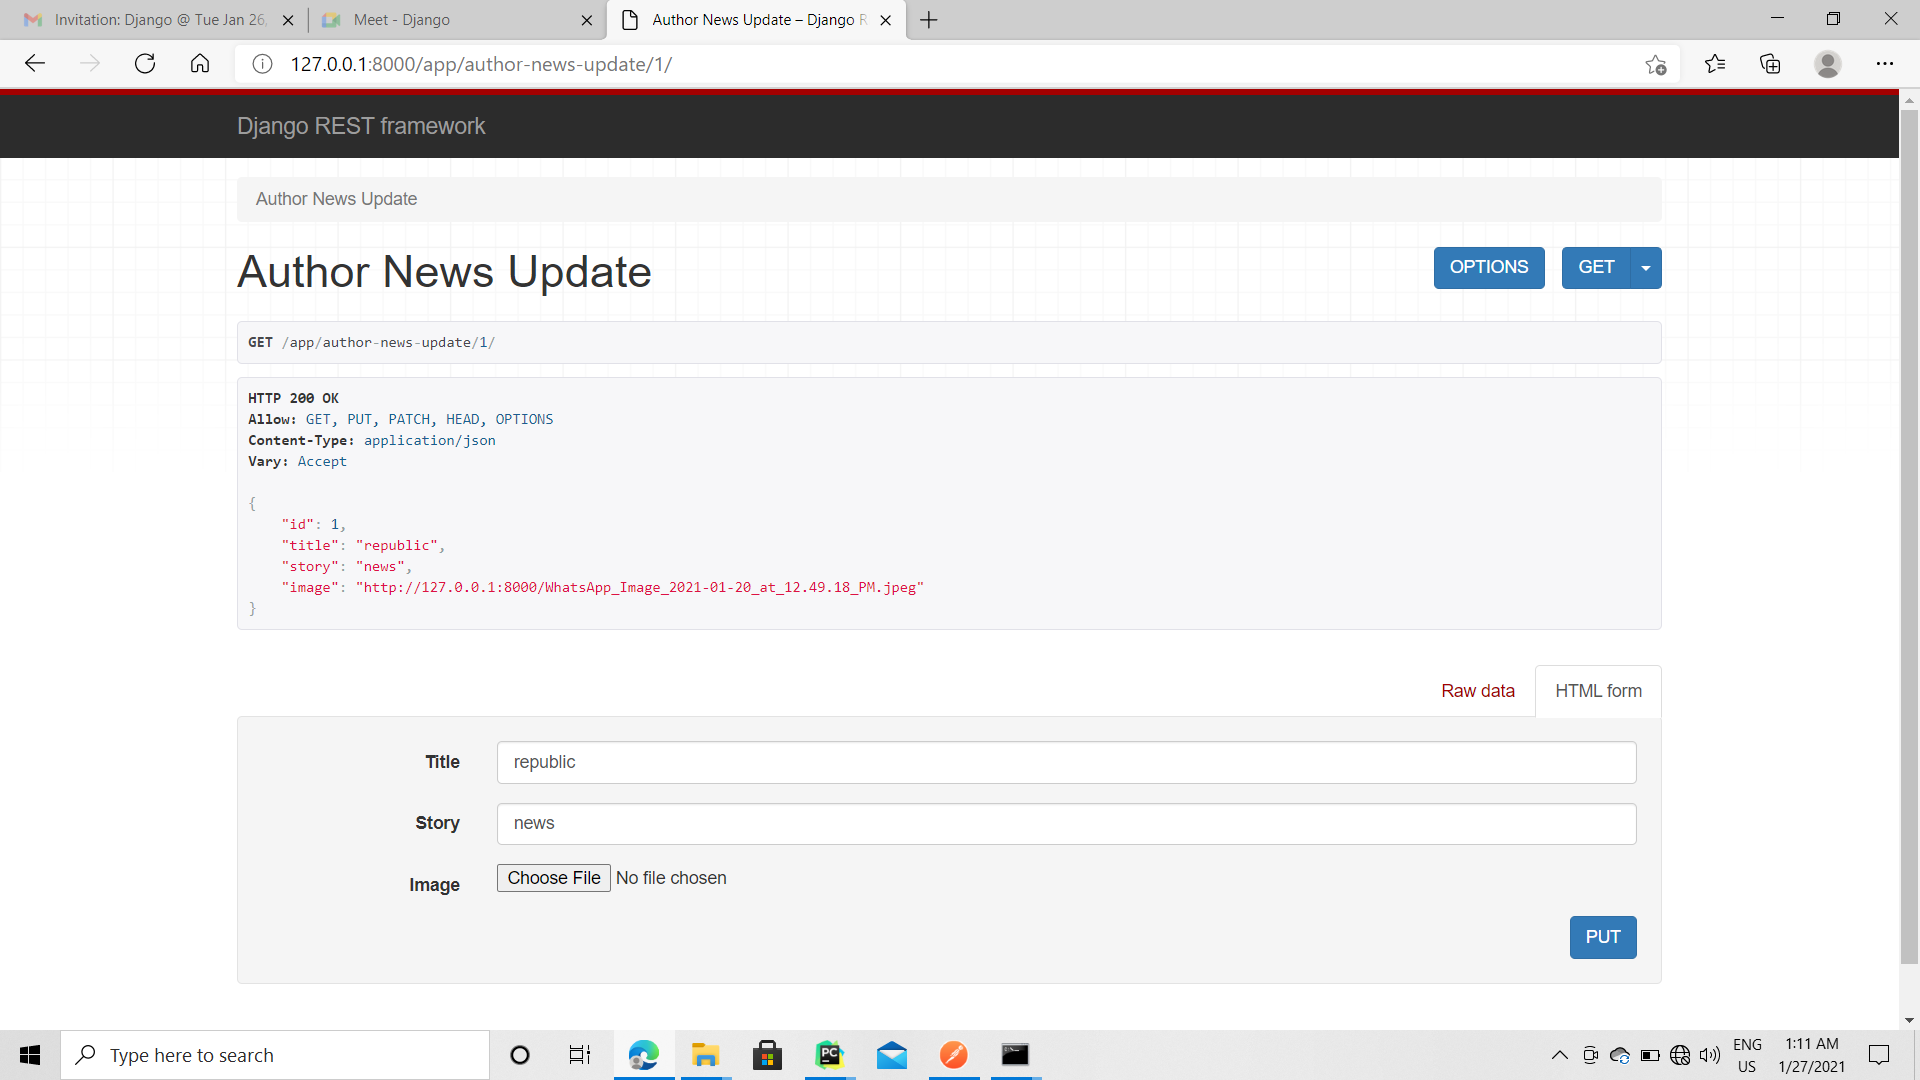 Invitation: Django @ Tue Jan 26,
Meet - Django
Author News Update – Django R
127.0.0.1:8000/app/author-news-update/1/
Django REST framework
Author News Update
Author News Update
OPTIONS
GET
GET /app/author-news-update/1/
HTTP 200 OK
Allow: GET, PUT, PATCH, HEAD, OPTIONS
Content-Type: application/json
Vary: Accept
{
"id": 1,
"title": "republic",
"story": "news",
"image": "http://127.0.0.1:8000/WhatsApp_Image_2021-01-20_at_12.49.18_PM.jpeg"
}
Raw data
HTML form
Title
republic
Story
news
Image
Choose File No file chosen
PUT
Type here to search
PC
ENG
US
1:11 AM
1/27/2021